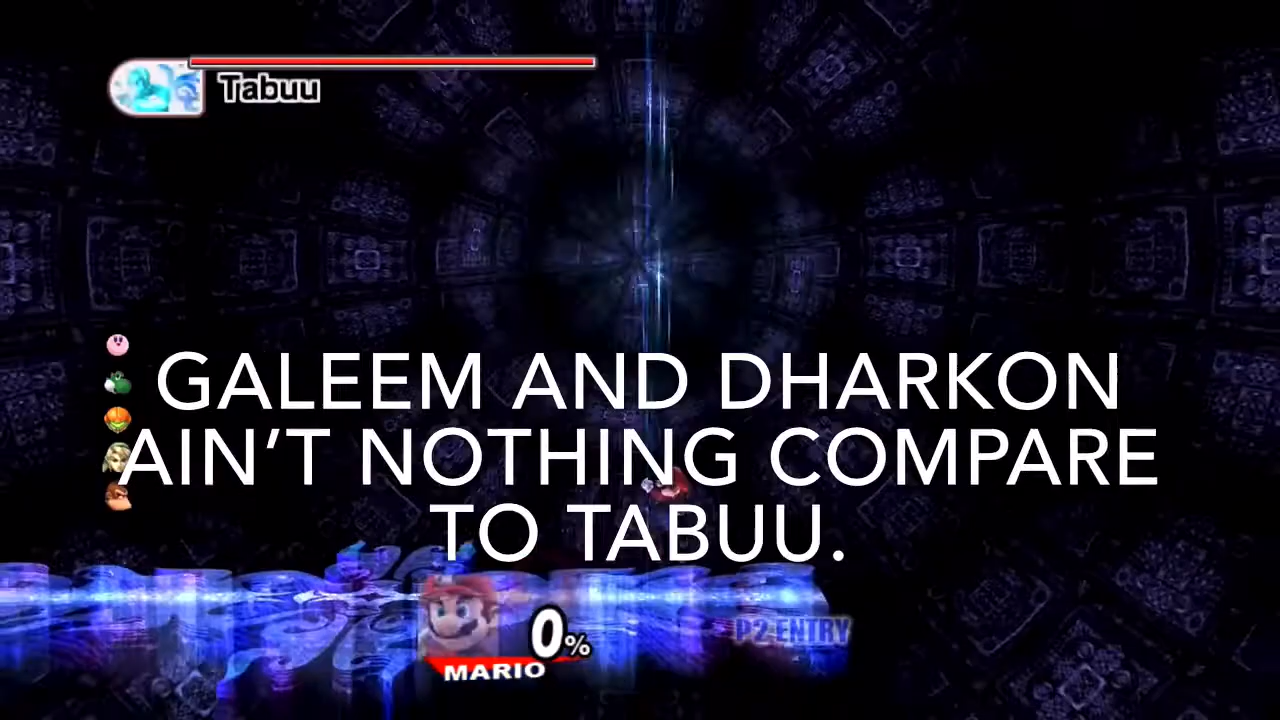 Tabuu
GALEEM AND DHARKON
AIN’T NOTHING COMPARE
TO TABUU.
0%
P2 ENTRY
MARIO